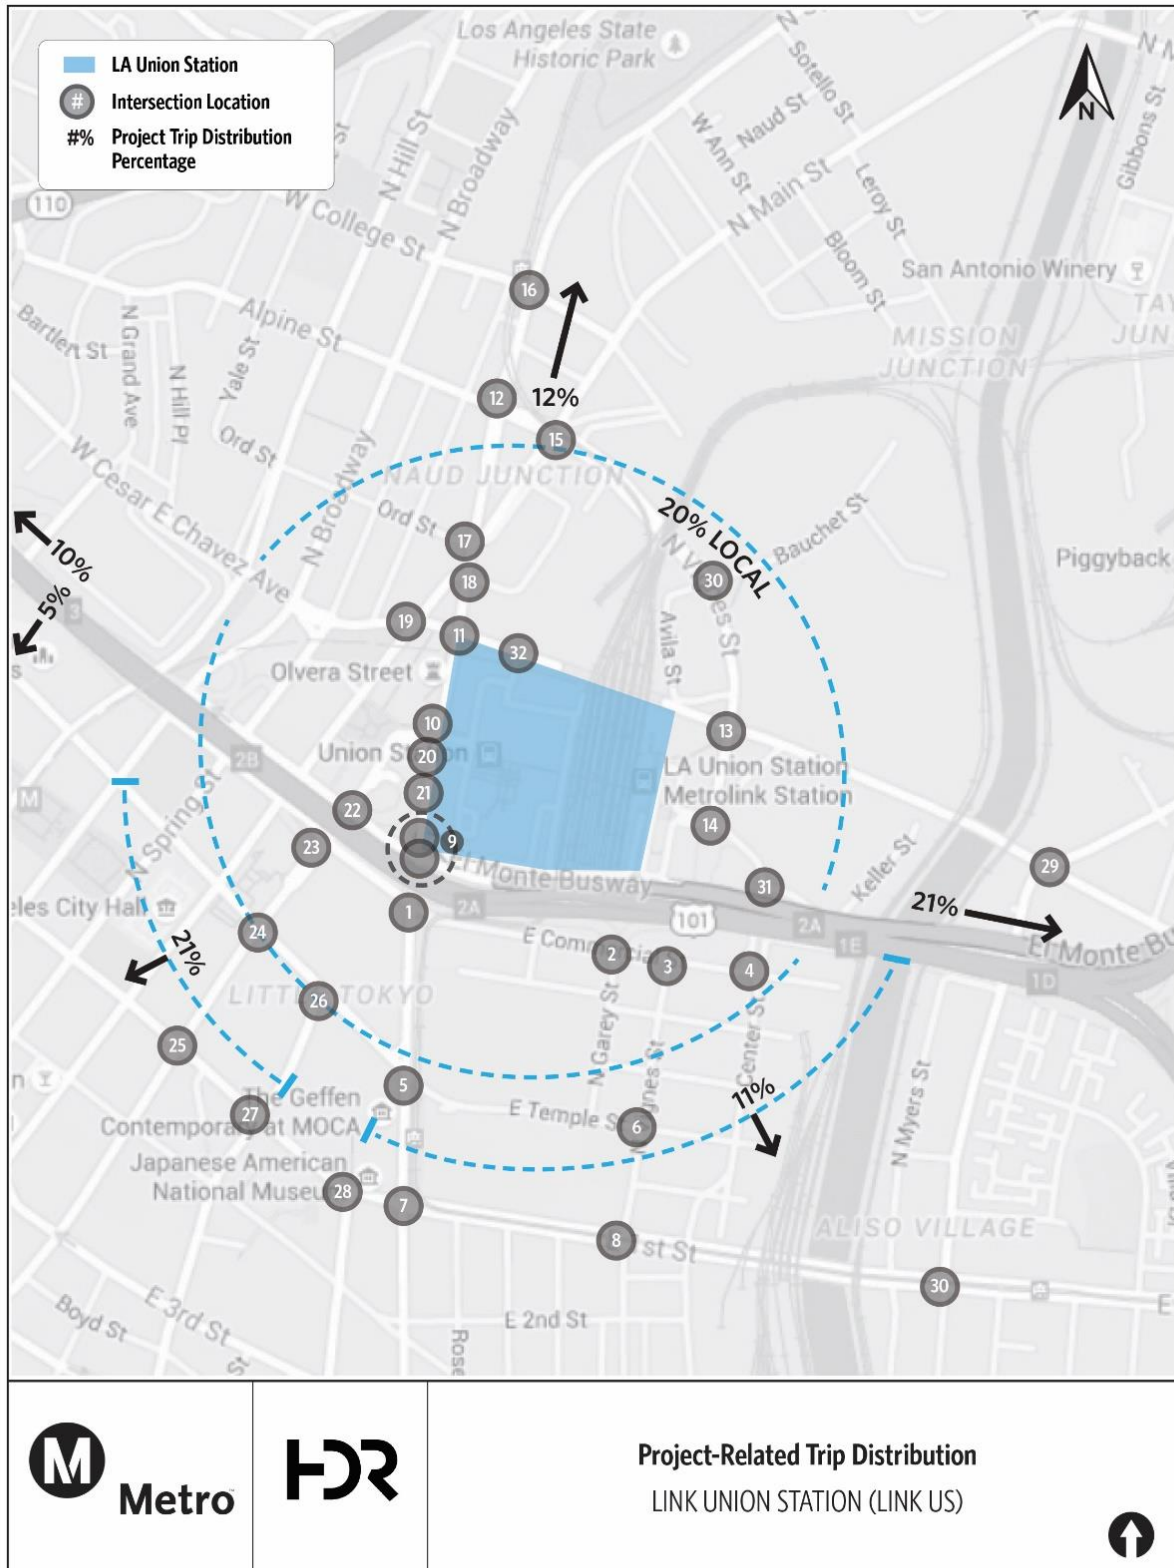 LA Union Station
# Intersection Location
#% Project Trip Distribution
Percentage
Los Angeles State
Historic Park
N
N Hill St
N Broadway
W College St
110
Sotello St
Naud St
W Ann St
Leroy St
N Main St
Bloom St
Gibbons St
San Antonio Winery
MISSION
JUNCTION
16
Alpine St
Bartlett St
N Grand Ave
N Hill Pl
Yale St
12%
12
15
Ord St
NAUD JUNCTION
W Cesar E Chavez Ave
N Broadway
Ord St
17
20% LOCAL
Bauchet St
Piggyback
10%
5%
3
18
30
19
11
32
Avila St
Olvera Street
10
13
Union
20
2B
LA Union Station
Metrolink Station
21
22
14
M
N Spring St
23
9
El Monte Busway
Keller St
29
31
eles City Hall
1
2A
101
2A
21%
1E
El Monte Bu
1D
24
E Commercial
2
3
4
21%
LITTLE TOKYO
26
N Garey St
Center St
25
5
The Geffen
Contemporary at MOCA
27
E Temple S
6
11%
N Myers St
Japanese American
National Museu
28
7
8
1st St
ALISO VILLAGE
30
Boyd St
E 3rd St
E 2nd St
Rose
M
Metro
HDR
Project-Related Trip Distribution
LINK UNION STATION (LINK US)